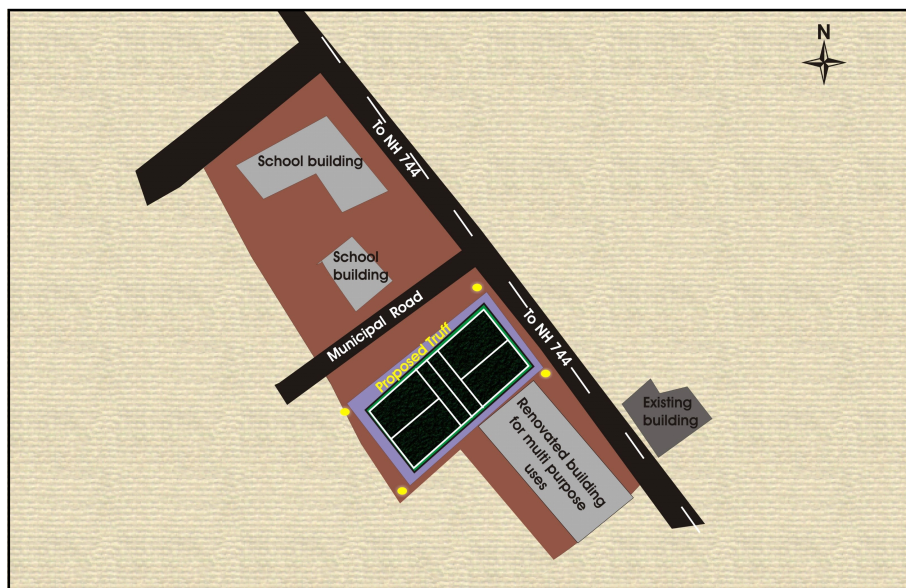 N
To NH 744
School building
School
building
Municipal Road
To NH 744
Proposed Truff
Existing
building
Renovated building
for multi purpose
uses